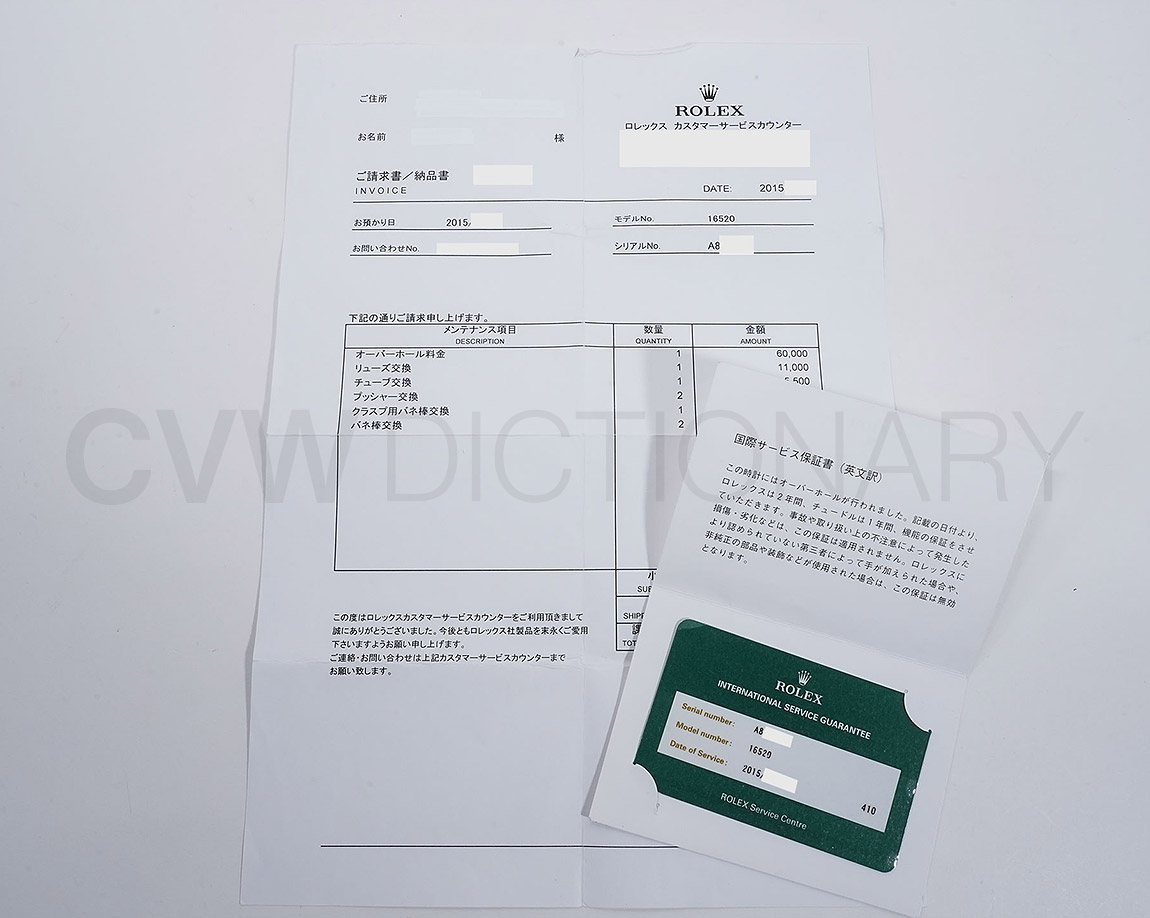 ご住所
お名前 様
ROLEX
ロレックス カスタマーサービスカウンター
ご請求書/納品書
INVOICE
DATE: 2015
お預かり日 2015/
モデルNo. 16520
お問い合わせNo.
シリアルNo. A8
下記の通りご請求申し上げます。
メンテナンス項目 数量 金額
DESCRIPTION QUANTITY AMOUNT
オーバーホール料金 1 60,000
リューズ交換 1 11,000
チューブ交換 1 5,500
プッシャー交換 2
クラスプ用バネ棒交換 1
バネ棒交換 2
CVW DICTIONARY
この度はロレックスカスタマーサービスカウンターをご利用頂きまして
誠にありがとうございました。今後ともロレックス社製品を末永くご愛用
下さいますようお願い申し上げます。
ご連絡・お問い合わせは上記カスタマーサービスカウンターまで
お願い致します。
国際サービス保証書(英文訳)
この時計にはオーバーホールが行われました。記載の日付より、
ロレックスは2年間、チュードルは1年間、機能の保証をさせ
ていただきます。事故や取り扱い上の不注意によって発生した
損傷・劣化などは、この保証は適用されません。ロレックスに
より認められていない第三者によって手が加えられた場合や、
非純正の部品や装飾などが使用された場合は、この保証は無効
となります。
ROLEX
INTERNATIONAL SERVICE GUARANTEE
Serial number: A8
Model number: 16520
Date of Service: 2015/
410
ROLEX Service Centre